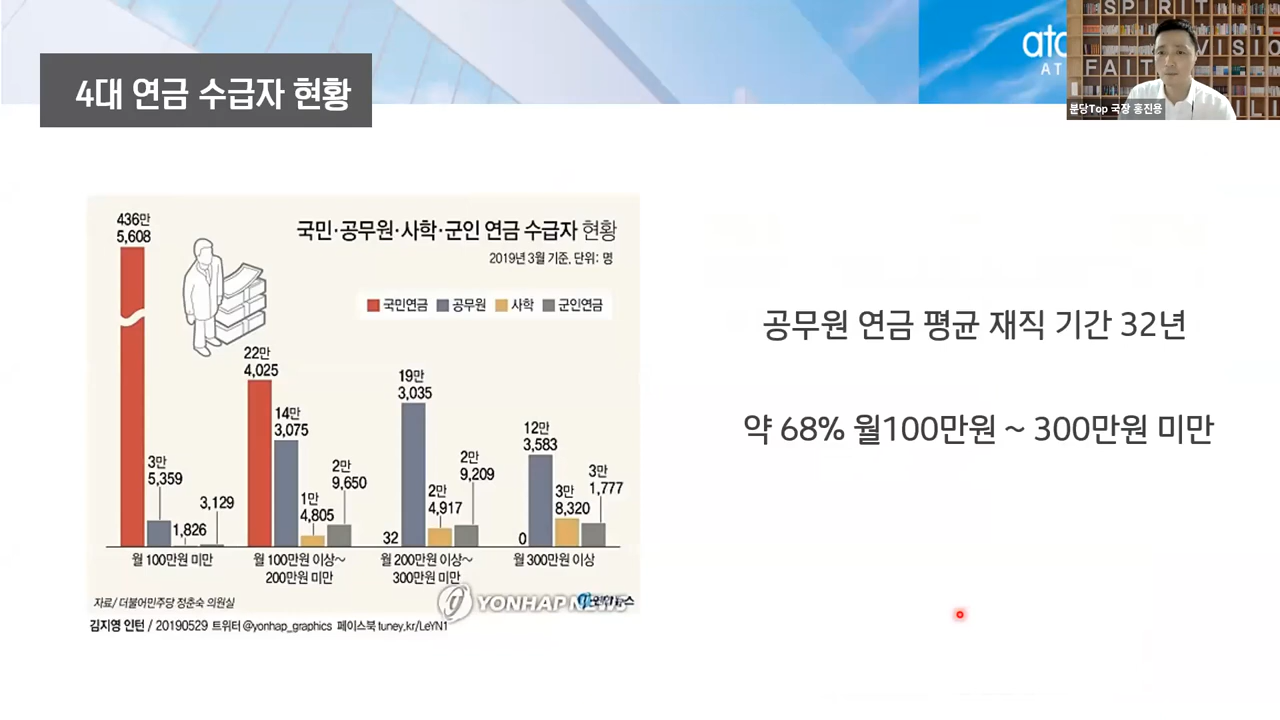 4대 연금 수급자 현황
SPIRIT
VISIO
FAIT
분당Top 국장 홍진용
AT
국민·공무원·사학·군인 연금 수급자 현황
2019년 3월 기준, 단위: 명
국민연금 공무원 사학 군인연금
436만
5,608
3만
5,359
1,826
3,129
월 100만원 미만
22만
4,025
14만
3,075
1만
4,805
2만
9,650
월 100만원 이상~
200만원 미만
32
19만
3,035
2만
4,917
2만
9,209
월 200만원 이상~
300만원 미만
0
12만
3,583
3만
8,320
3만
1,777
월 300만원 이상
자료/ 더불어민주당 정춘숙 의원실
YONHAP NEWS
김지영 인턴 / 20190529 트위터 @yonhap_graphics 페이스북 tuney.kr/LeYN1
공무원 연금 평균 재직 기간 32년
약 68% 월100만원 ~ 300만원 미만